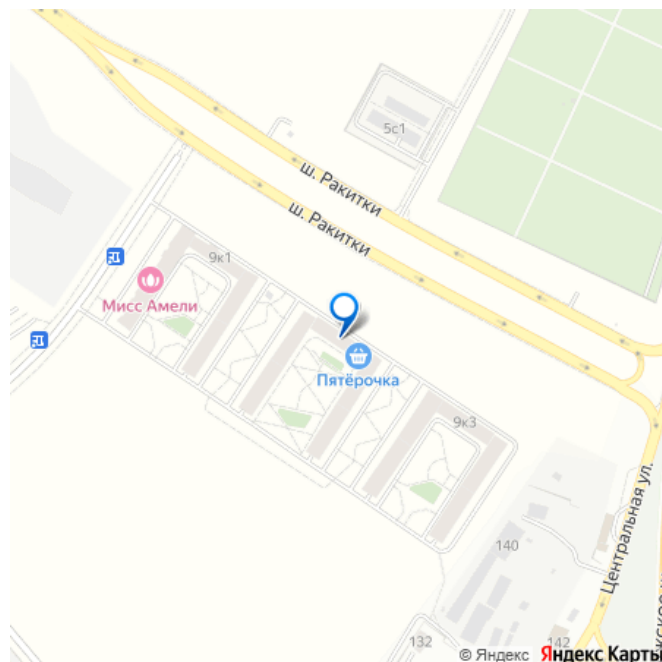 5с1
ш. Ракитки
ш. Ракитки
9к1
Мисс Амели
Пятёрочка
9к3
Центральная ул.
140
132
142
© Яндекс Яндекс Карты